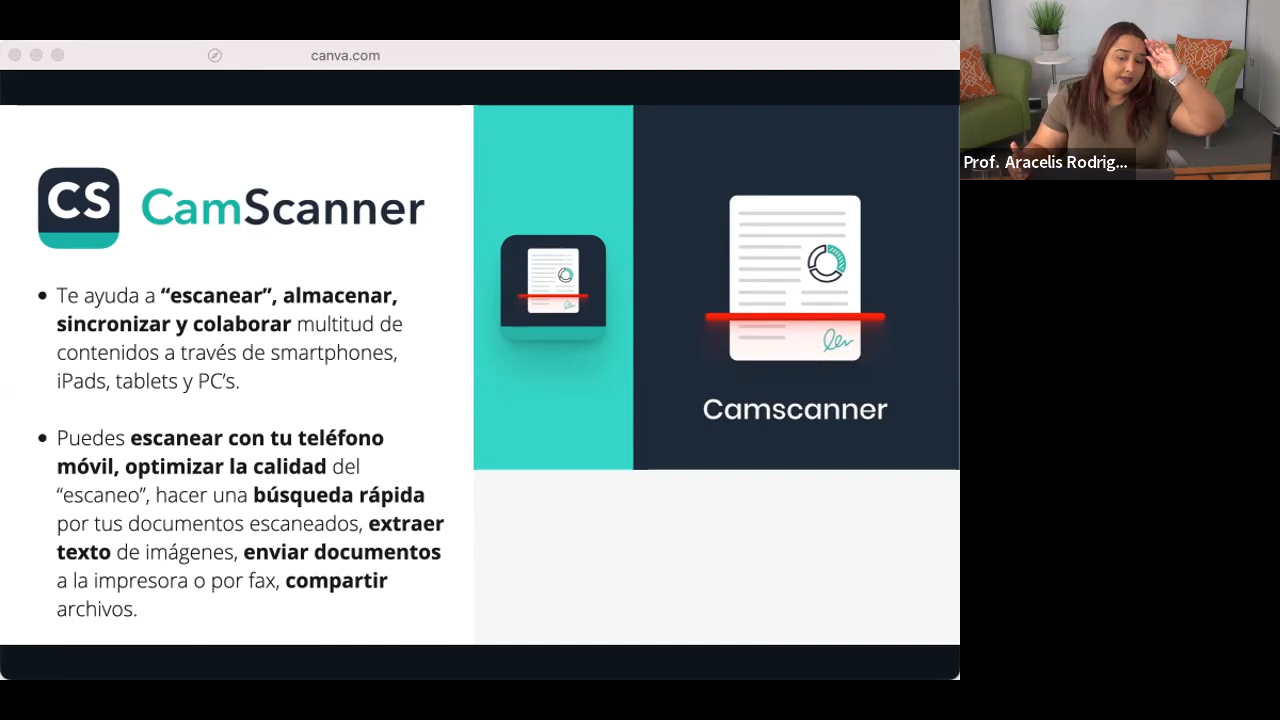 canva.com
Prof. Aracelis Rodrig...
CS
CamScanner
• Te ayuda a “escanear”, almacenar,
sincronizar y colaborar multitud de
contenidos a través de smartphones,
iPads, tablets y PC’s.
• Puedes escanear con tu teléfono
móvil, optimizar la calidad del
“escaneo”, hacer una búsqueda rápida
por tus documentos escaneados, extraer
texto de imágenes, enviar documentos
a la impresora o por fax, compartir
archivos.
Camscanner